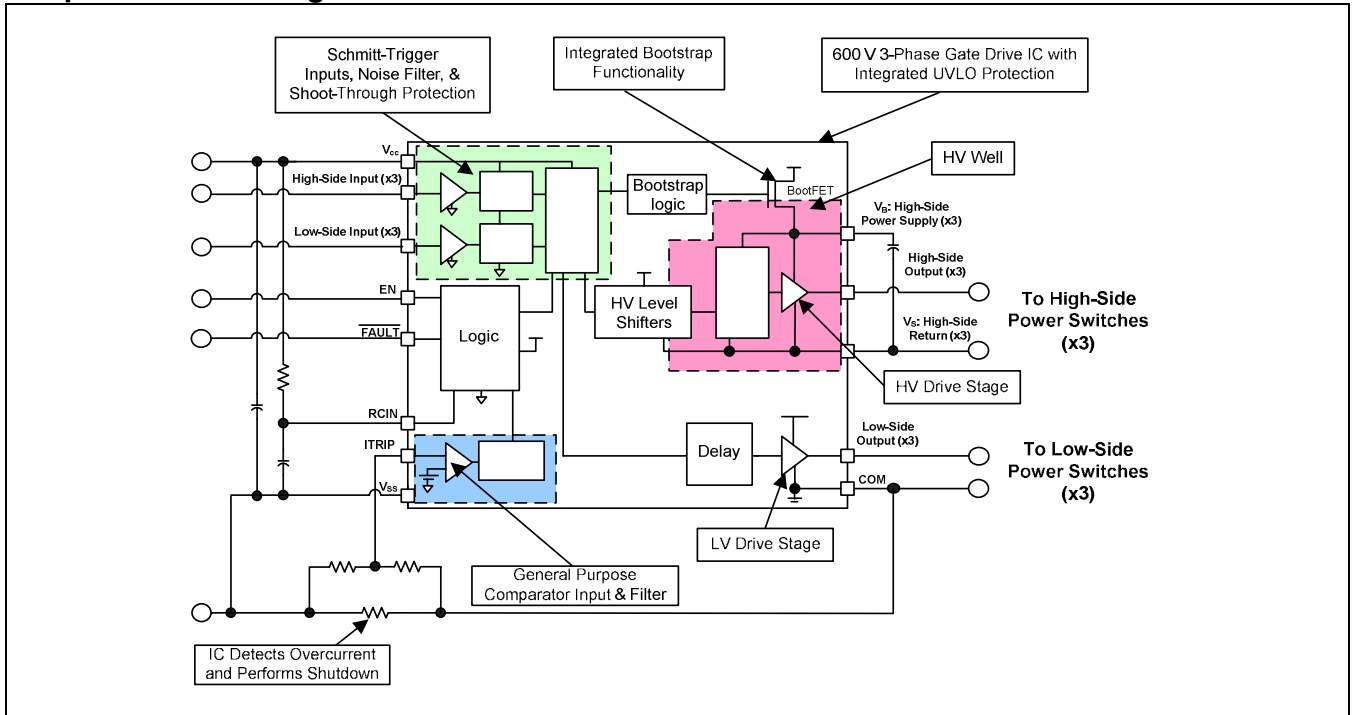 Schmitt-Trigger
Inputs, Noise Filter, &
Shoot-Through Protection
Integrated Bootstrap
Functionality
600 V 3-Phase Gate Drive IC with
Integrated UVLO Protection
HV Well
Vcc
High-Side Input (x3)
Low-Side Input (x3)
EN
FAULT
RCIN
ITRIP
VSS
Bootstrap
logic
BootFET
Logic
HV Level
Shifters
VB: High-Side
Power Supply (x3)
High-Side
Output (x3)
VS: High-Side
Return (x3)
To High-Side
Power Switches
(x3)
HV Drive Stage
Delay
Low-Side
Output (x3)
COM
To Low-Side
Power Switches
(x3)
LV Drive Stage
General Purpose
Comparator Input & Filter
IC Detects Overcurrent
and Performs Shutdown